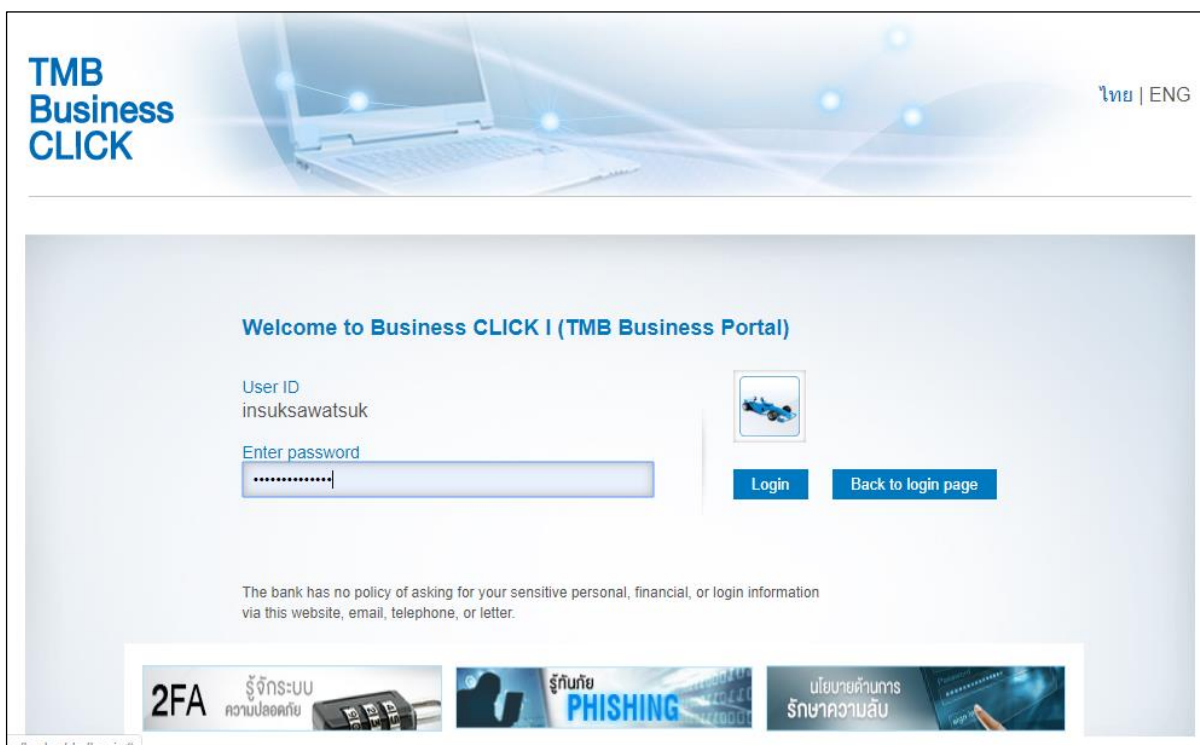 TMB
Business
CLICK
ไทย | ENG
Welcome to Business CLICK I (TMB Business Portal)
User ID
insuksawatsuk
Enter password
••••••••••••••
Login
Back to login page
The bank has no policy of asking for your sensitive personal, financial, or login information
via this website, email, telephone, or letter.
2FA
รู้จักระบบ
ความปลอดภัย
รู้ทันภัย
PHISHING
นโยบายด้านการ
รักษาความลับ